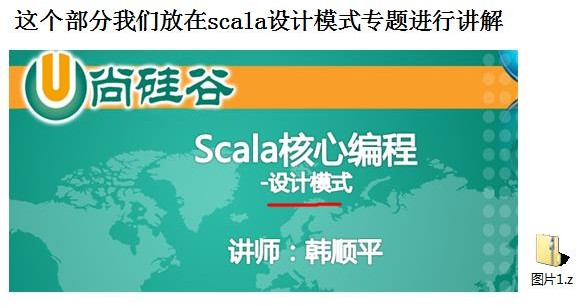 这个部分我们放在scala设计模式专题进行讲解
尚硅谷
Scala核心编程
-设计模式
讲师：韩顺平
图片1.z